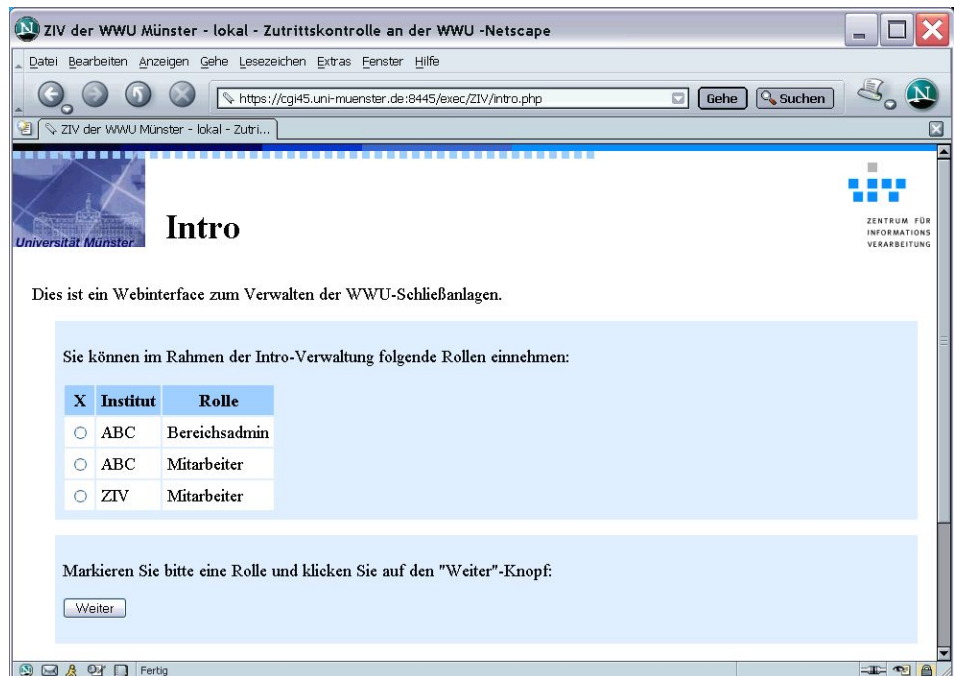 ZIV der WWU Münster - lokal - Zutrittskontrolle an der WWU -Netscape
Datei Bearbeiten Anzeigen Gehe Lesezeichen Extras Fenster Hilfe
https://cgi45.uni-muenster.de:8445/exec/ZIV/intro.php Gehe Suchen N
ZIV der WWU Münster - lokal - Zutri...
Universität Münster
Intro
ZENTRUM FÜR
INFORMATIONS
VERARBEITUNG
Dies ist ein Webinterface zum Verwalten der WWU-Schließanlagen.
Sie können im Rahmen der Intro-Verwaltung folgende Rollen einnehmen:
X Institut Rolle
ABC Bereichsadmin
ABC Mitarbeiter
ZIV Mitarbeiter
Markieren Sie bitte eine Rolle und klicken Sie auf den "Weiter"-Knopf:
Weiter
Fertig